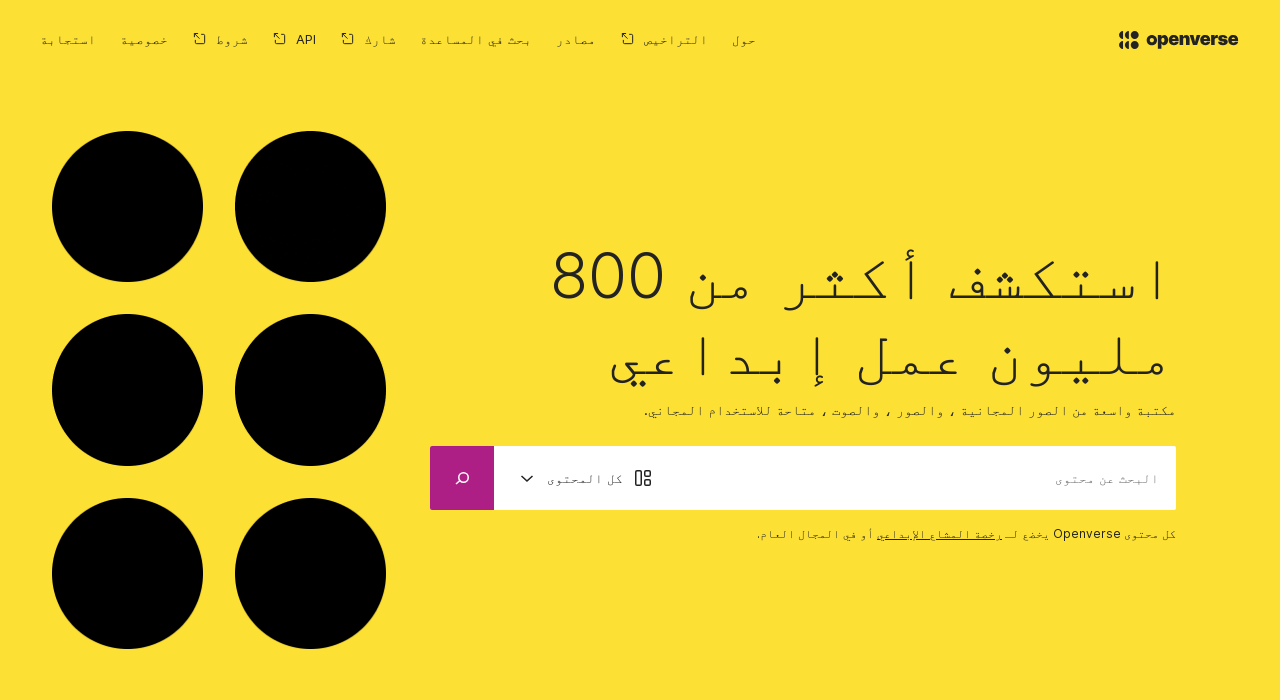 openverse
حول
التراخيص
مصادر
بحث في المساعدة
شارك
API
شروط
خصوصية
استجابة
استكشف أكثر من 800
مليون عمل إبداعي
مكتبة واسعة من الصور المجانية ، والصور ، والصوت ، متاحة للاستخدام المجاني.
البحث عن محتوى
كل المحتوى
كل محتوى Openverse يخضع لـ رخصة المشاع الإبداعي أو في المجال العام.